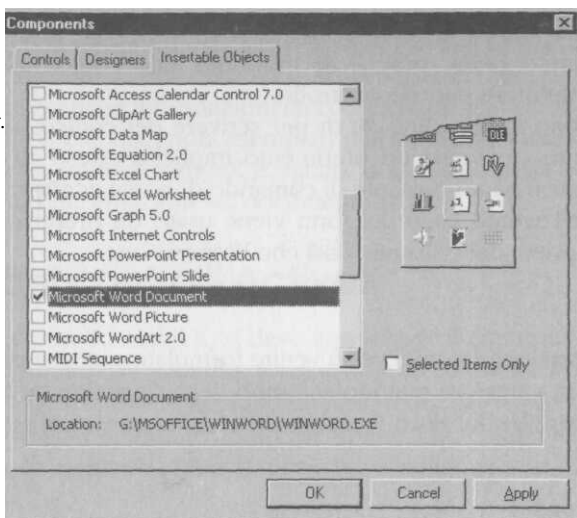 Components
Controls Designers Insertable Objects
Microsoft Access Calendar Control 7.0
Microsoft ClipArt Gallery
Microsoft Data Map
Microsoft Equation 2.0
Microsoft Excel Chart
Microsoft Excel Worksheet
Microsoft Graph 5.0
Microsoft Internet Controls
Microsoft PowerPoint Presentation
Microsoft PowerPoint Slide
Microsoft Word Document
Microsoft Word Picture
Microsoft WordArt 2.0
MIDI Sequence
OLE
Selected Items Only
Microsoft Word Document
Location: G:\MSOFFICE\WINWORD\WINWORD.EXE
OK Cancel Apply